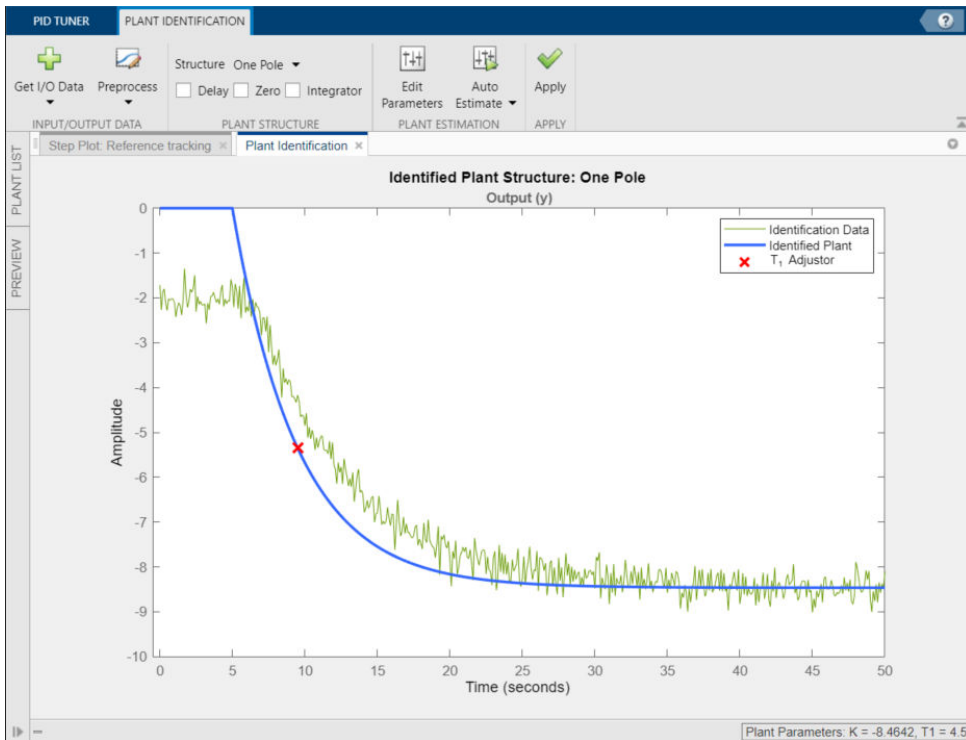 PID TUNER PLANT IDENTIFICATION ?
Structure One Pole
Get I/O Data Preprocess
Delay Zero Integrator
Edit Parameters
Auto Estimate
Apply
INPUT/OUTPUT DATA PLANT STRUCTURE PLANT ESTIMATION APPLY
PLANT LIST
PREVIEW
Step Plot: Reference tracking × Plant Identification ×
Identified Plant Structure: One Pole
Output (y)
Identification Data
Identified Plant
T₁ Adjustor
Amplitude
0
-1
-2
-3
-4
-5
-6
-7
-8
-9
-10
0 5 10 15 20 25 30 35 40 45 50
Time (seconds)
Plant Parameters: K = -8.4642, T1 = 4.5